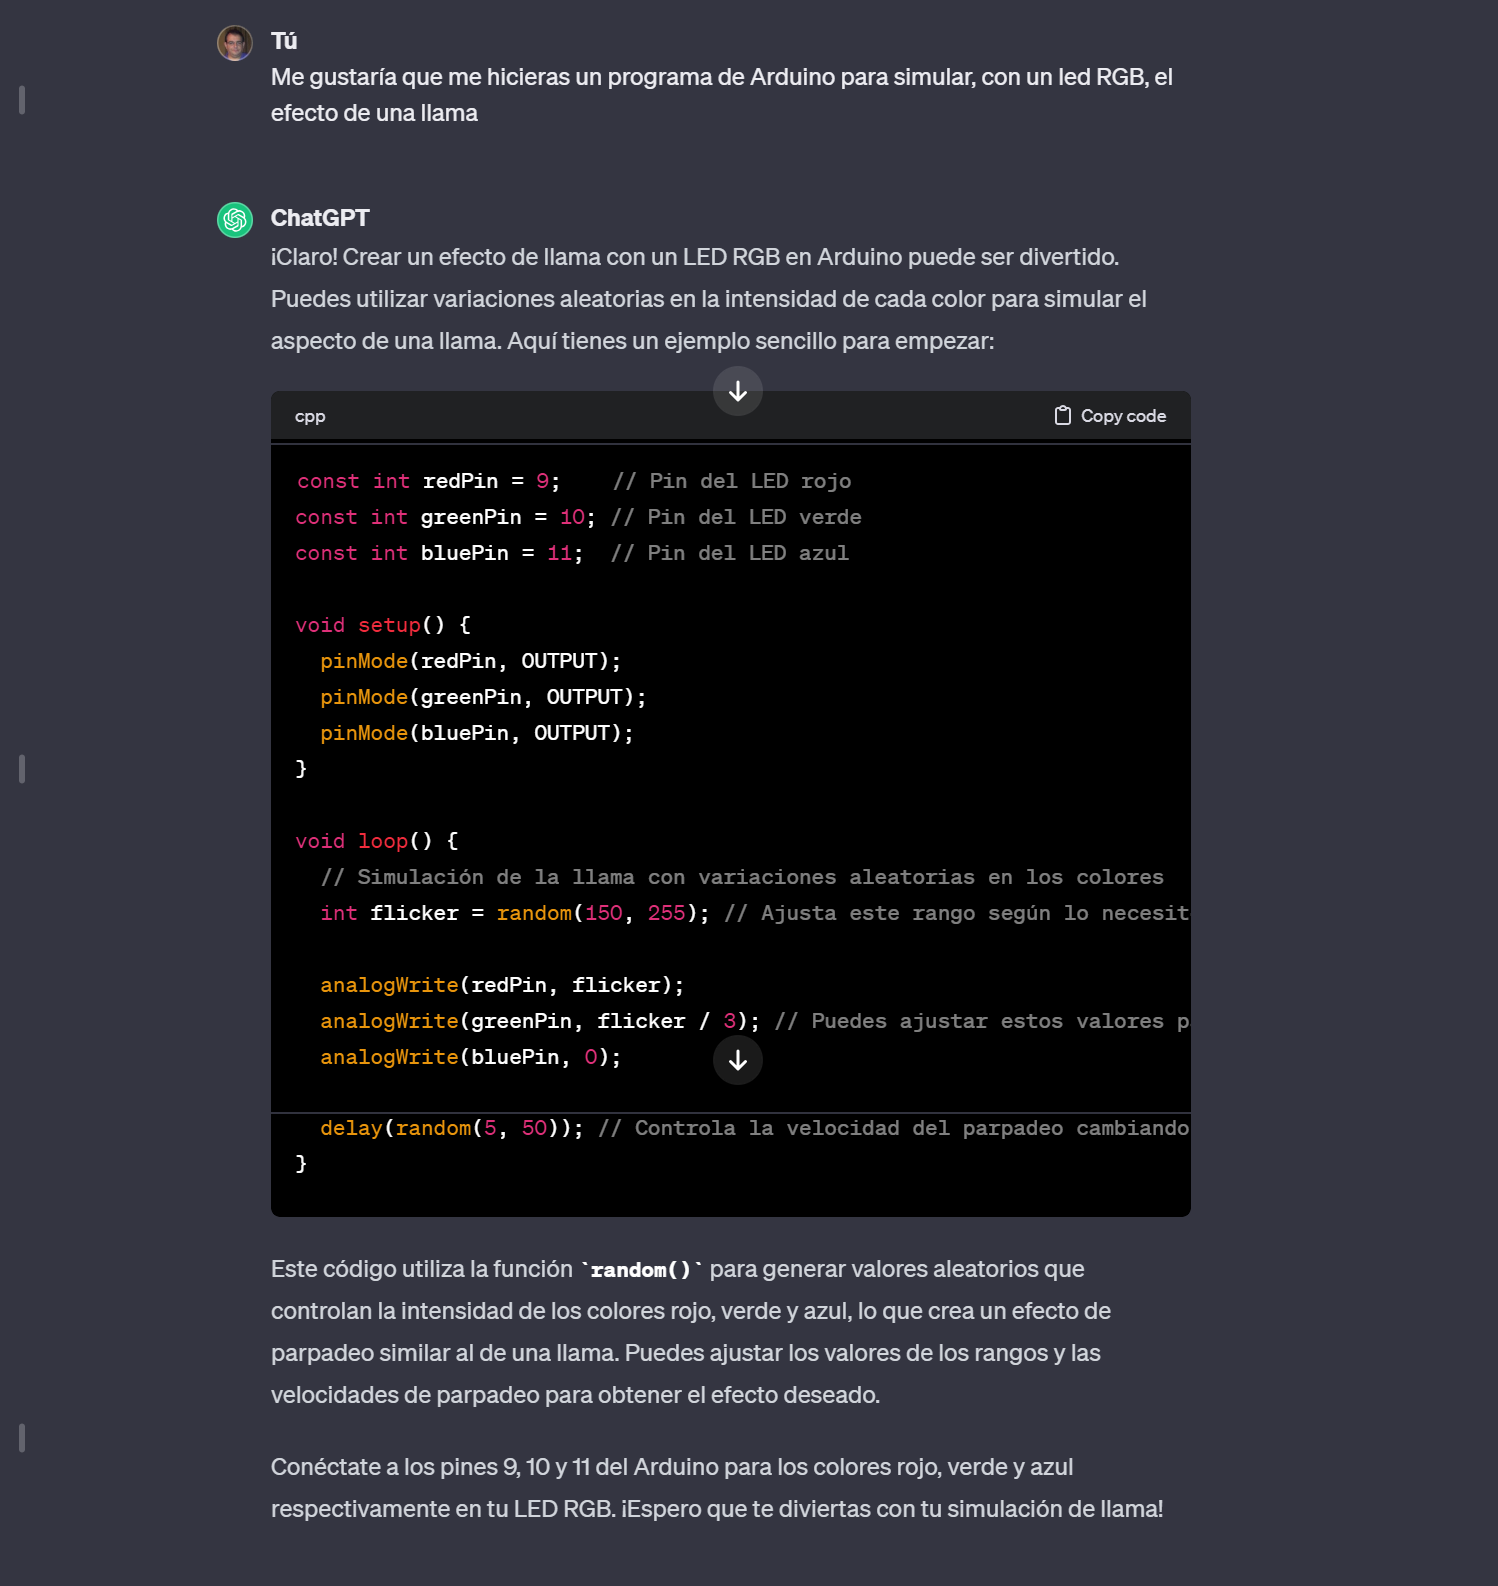 Tú
Me gustaría que me hicieras un programa de Arduino para simular, con un led RGB, el
efecto de una llama
ChatGPT
¡Claro! Crear un efecto de llama con un LED RGB en Arduino puede ser divertido.
Puedes utilizar variaciones aleatorias en la intensidad de cada color para simular el
aspecto de una llama. Aquí tienes un ejemplo sencillo para empezar:
cpp Copy code
const int redPin = 9;    // Pin del LED rojo
const int greenPin = 10; // Pin del LED verde
const int bluePin = 11;  // Pin del LED azul
void setup() {
  pinMode(redPin, OUTPUT);
  pinMode(greenPin, OUTPUT);
  pinMode(bluePin, OUTPUT);
}
void loop() {
  // Simulación de la llama con variaciones aleatorias en los colores
  int flicker = random(150, 255); // Ajusta este rango según lo necesit
  analogWrite(redPin, flicker);
  analogWrite(greenPin, flicker / 3); // Puedes ajustar estos valores p
  analogWrite(bluePin, 0);
  delay(random(5, 50)); // Controla la velocidad del parpadeo cambiando
}
Este código utiliza la función `random()` para generar valores aleatorios que
controlan la intensidad de los colores rojo, verde y azul, lo que crea un efecto de
parpadeo similar al de una llama. Puedes ajustar los valores de los rangos y las
velocidades de parpadeo para obtener el efecto deseado.
Conéctate a los pines 9, 10 y 11 del Arduino para los colores rojo, verde y azul
respectivamente en tu LED RGB. ¡Espero que te diviertas con tu simulación de llama!